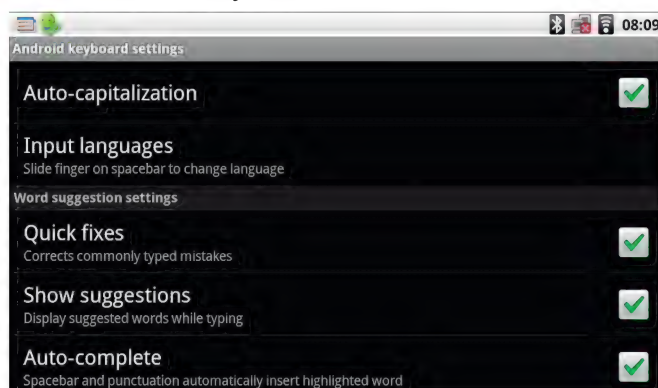 08:09
Android keyboard settings
Auto-capitalization
Input languages
Slide finger on spacebar to change language
Word suggestion settings
Quick fixes
Corrects commonly typed mistakes
Show suggestions
Display suggested words while typing
Auto-complete
Spacebar and punctuation automatically insert highlighted word